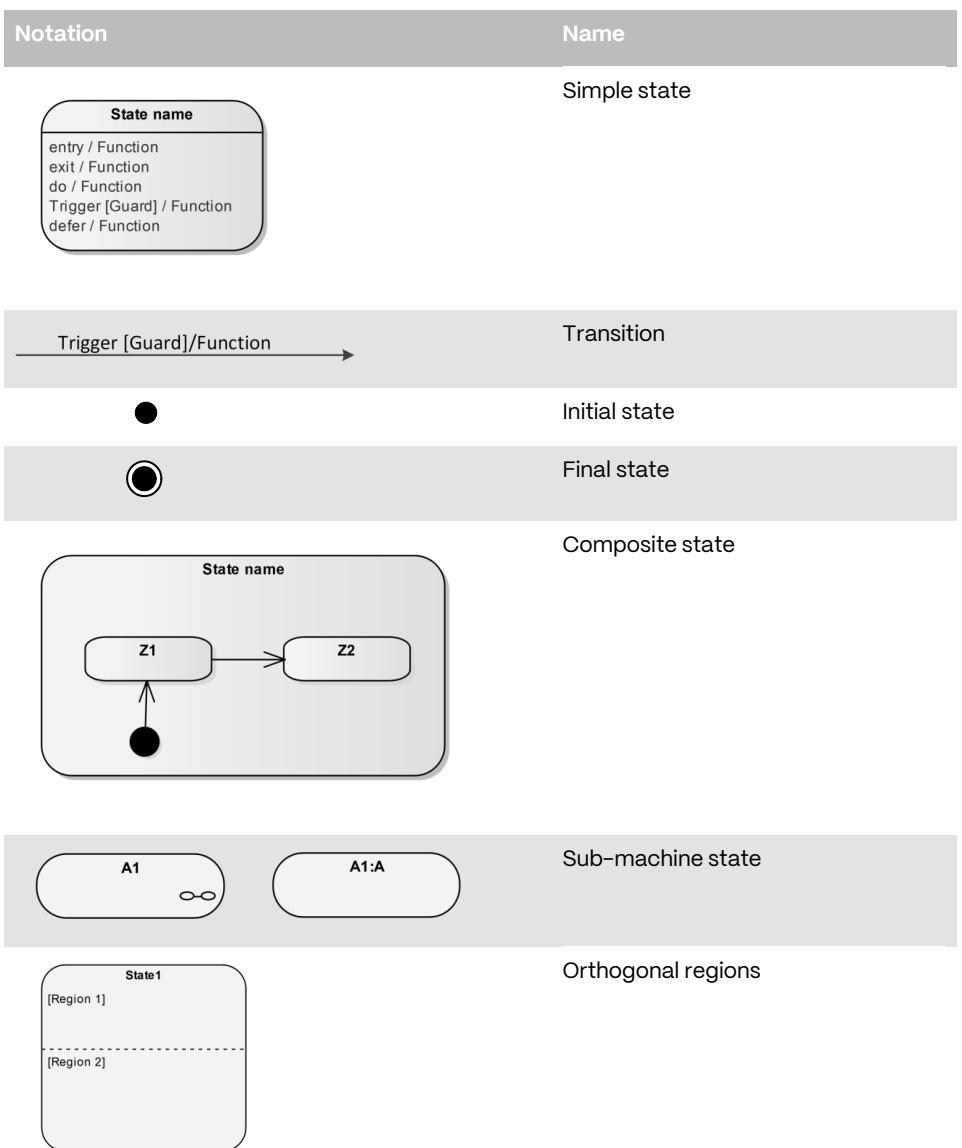 Notation Name
Simple state
State name
entry / Function
exit / Function
do / Function
Trigger [Guard] / Function
defer / Function
Trigger [Guard]/Function
Transition
Initial state
Final state
Composite state
State name
Z1 Z2
Sub-machine state
A1 A1:A
Orthogonal regions
State1
[Region 1]
[Region 2]